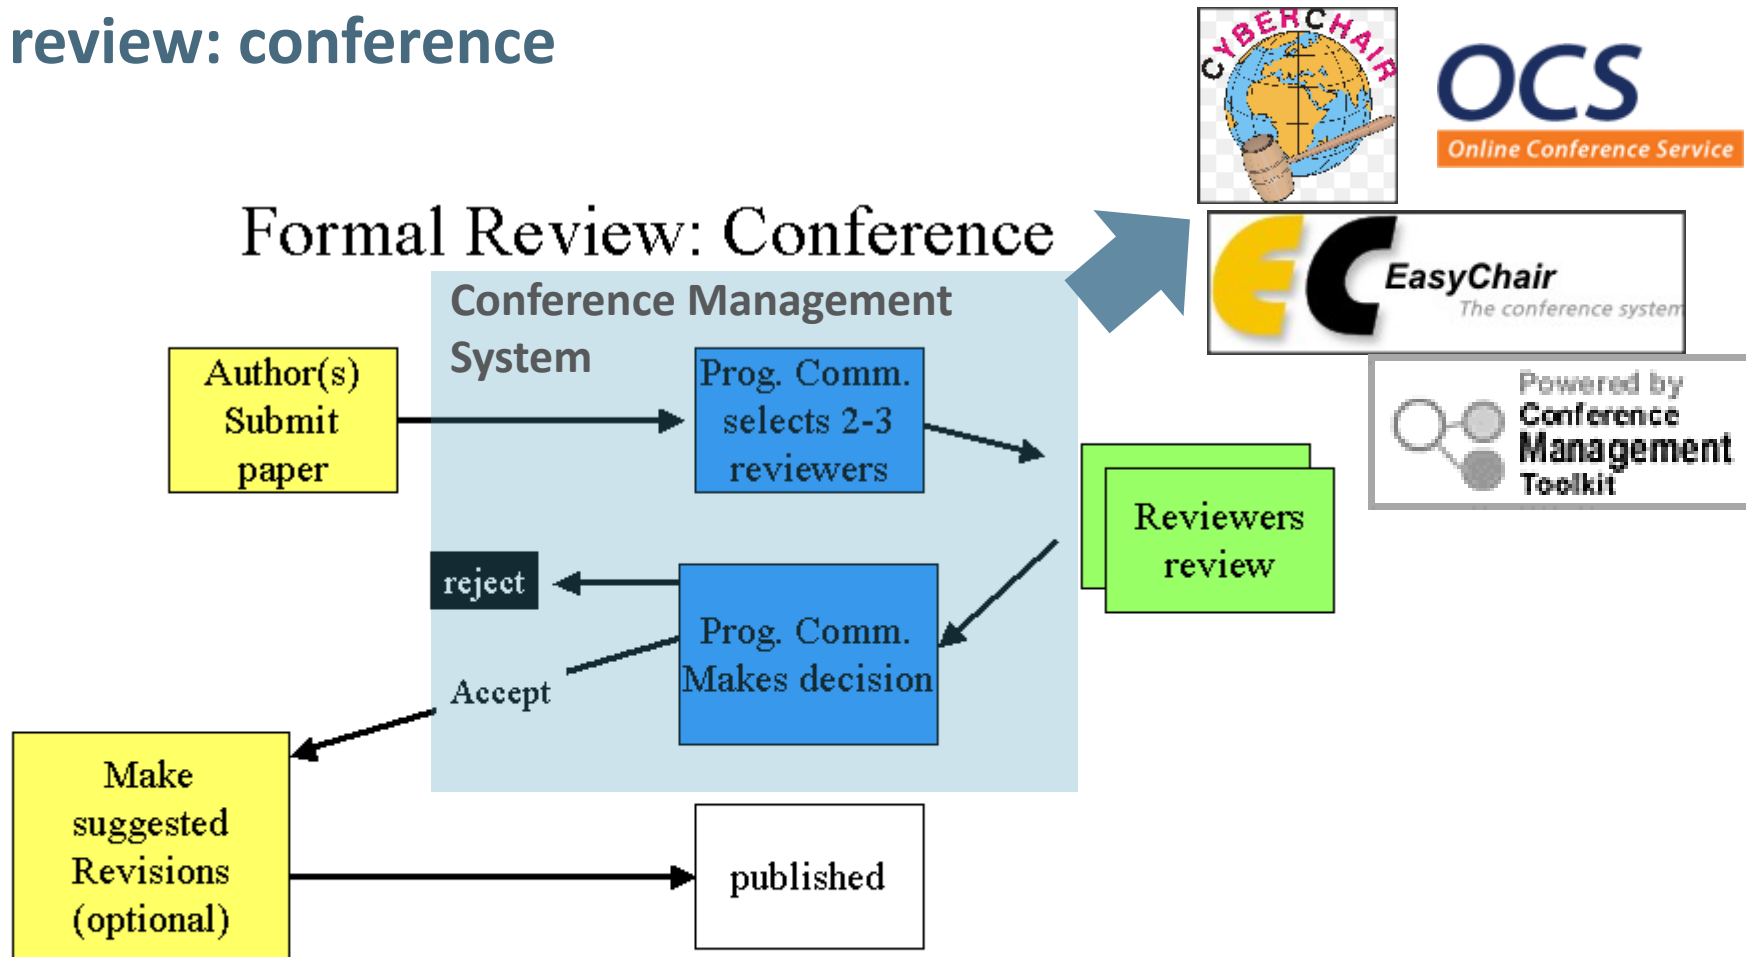 review: conference
CYBERCHAIR
OCS
Online Conference Service
Formal Review: Conference
EC
EasyChair
The conference system
Conference Management
System
Author(s)
Submit
paper
Prog. Comm.
selects 2-3
reviewers
Powered by
Conference
Management
Toolkit
Reviewers
review
reject
Prog. Comm.
Makes decision
Accept
Make
suggested
Revisions
(optional)
published